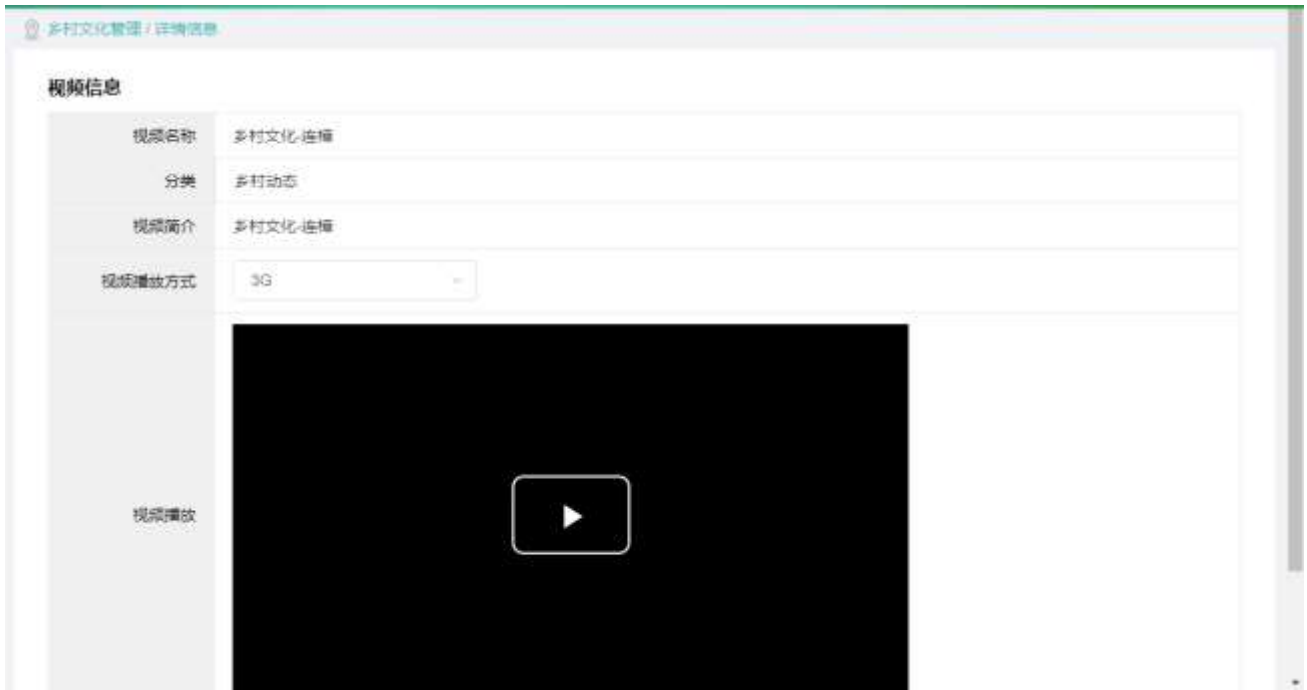 乡村文化管理 / 详情信息
视频信息
视频名称 乡村文化-连樟
分类 乡村动态
视频简介 乡村文化-连樟
视频播放方式 3G
视频播放